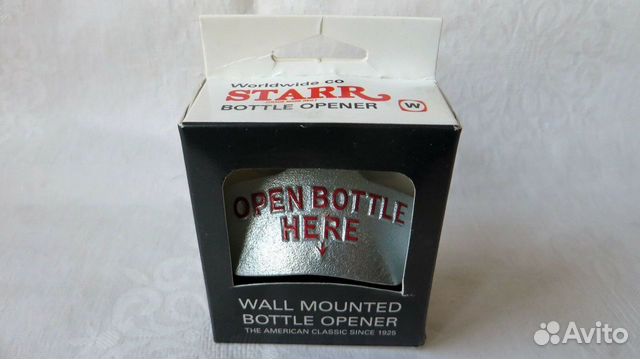 Worldwide co
STARR
BOTTLE OPENER
W
OPEN BOTTLE
HERE
WALL MOUNTED
BOTTLE OPENER
THE AMERICAN CLASSIC SINCE 1925
Avito